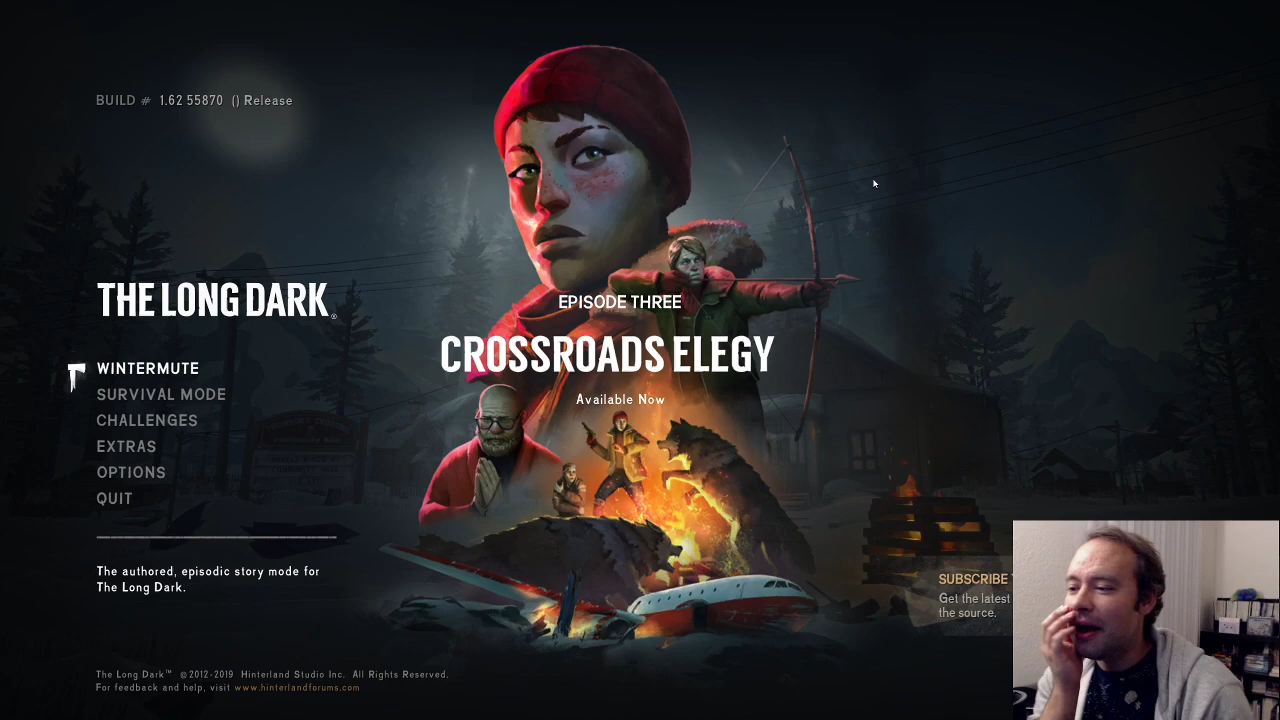 BUILD # 1.62 55870 () Release
THE LONG DARK®
EPISODE THREE
CROSSROADS ELEGY
Available Now
WINTERMUTE
SURVIVAL MODE
CHALLENGES
EXTRAS
OPTIONS
QUIT
The authored, episodic story mode for
The Long Dark.
SUBSCRIBE
Get the latest
the source.
The Long Dark™ ©2012-2019 Hinterland Studio Inc. All Rights Reserved.
For feedback and help, visit www.hinterlandforums.com